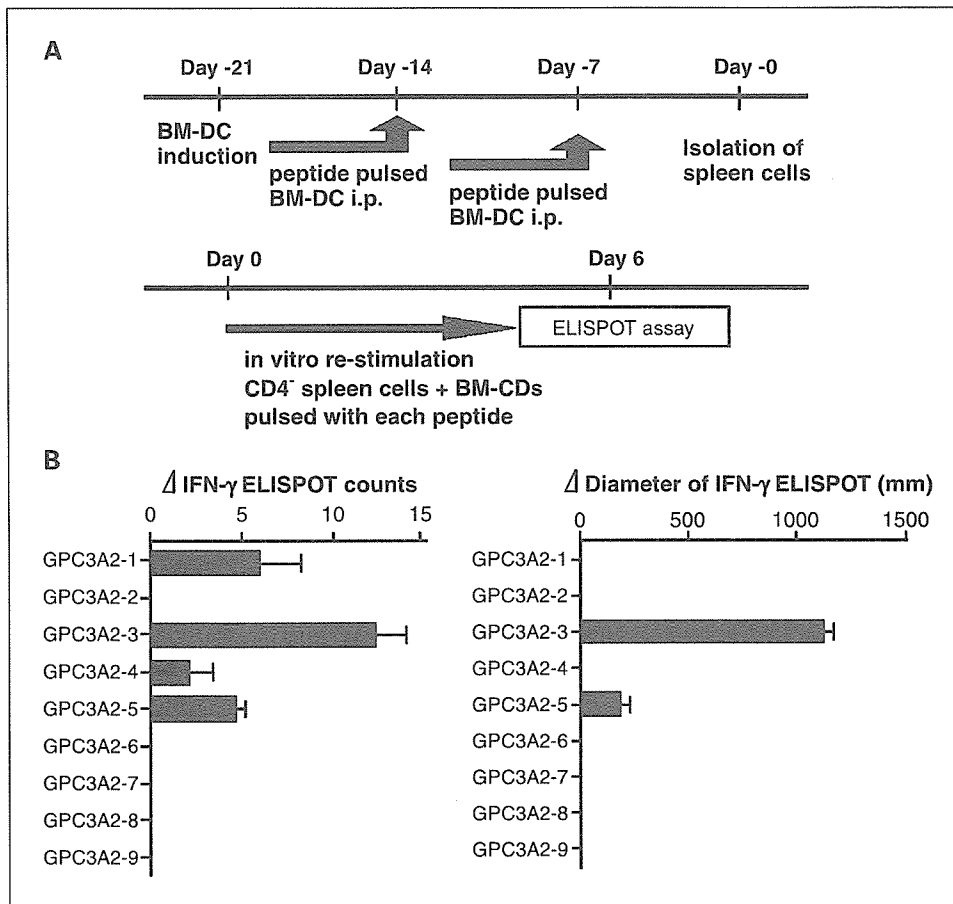 A
Day -21 Day -14 Day -7 Day -0
BM-DC
induction
peptide pulsed
BM-DC i.p.
peptide pulsed
BM-DC i.p.
Isolation of
spleen cells
Day 0 Day 6
ELISPOT assay
in vitro re-stimulation
CD4⁻ spleen cells + BM-CDs
pulsed with each peptide
B
Δ IFN-γ ELISPOT counts
0 5 10 15
GPC3A2-1
GPC3A2-2
GPC3A2-3
GPC3A2-4
GPC3A2-5
GPC3A2-6
GPC3A2-7
GPC3A2-8
GPC3A2-9
Δ Diameter of IFN-γ ELISPOT (mm)
0 500 1000 1500
GPC3A2-1
GPC3A2-2
GPC3A2-3
GPC3A2-4
GPC3A2-5
GPC3A2-6
GPC3A2-7
GPC3A2-8
GPC3A2-9